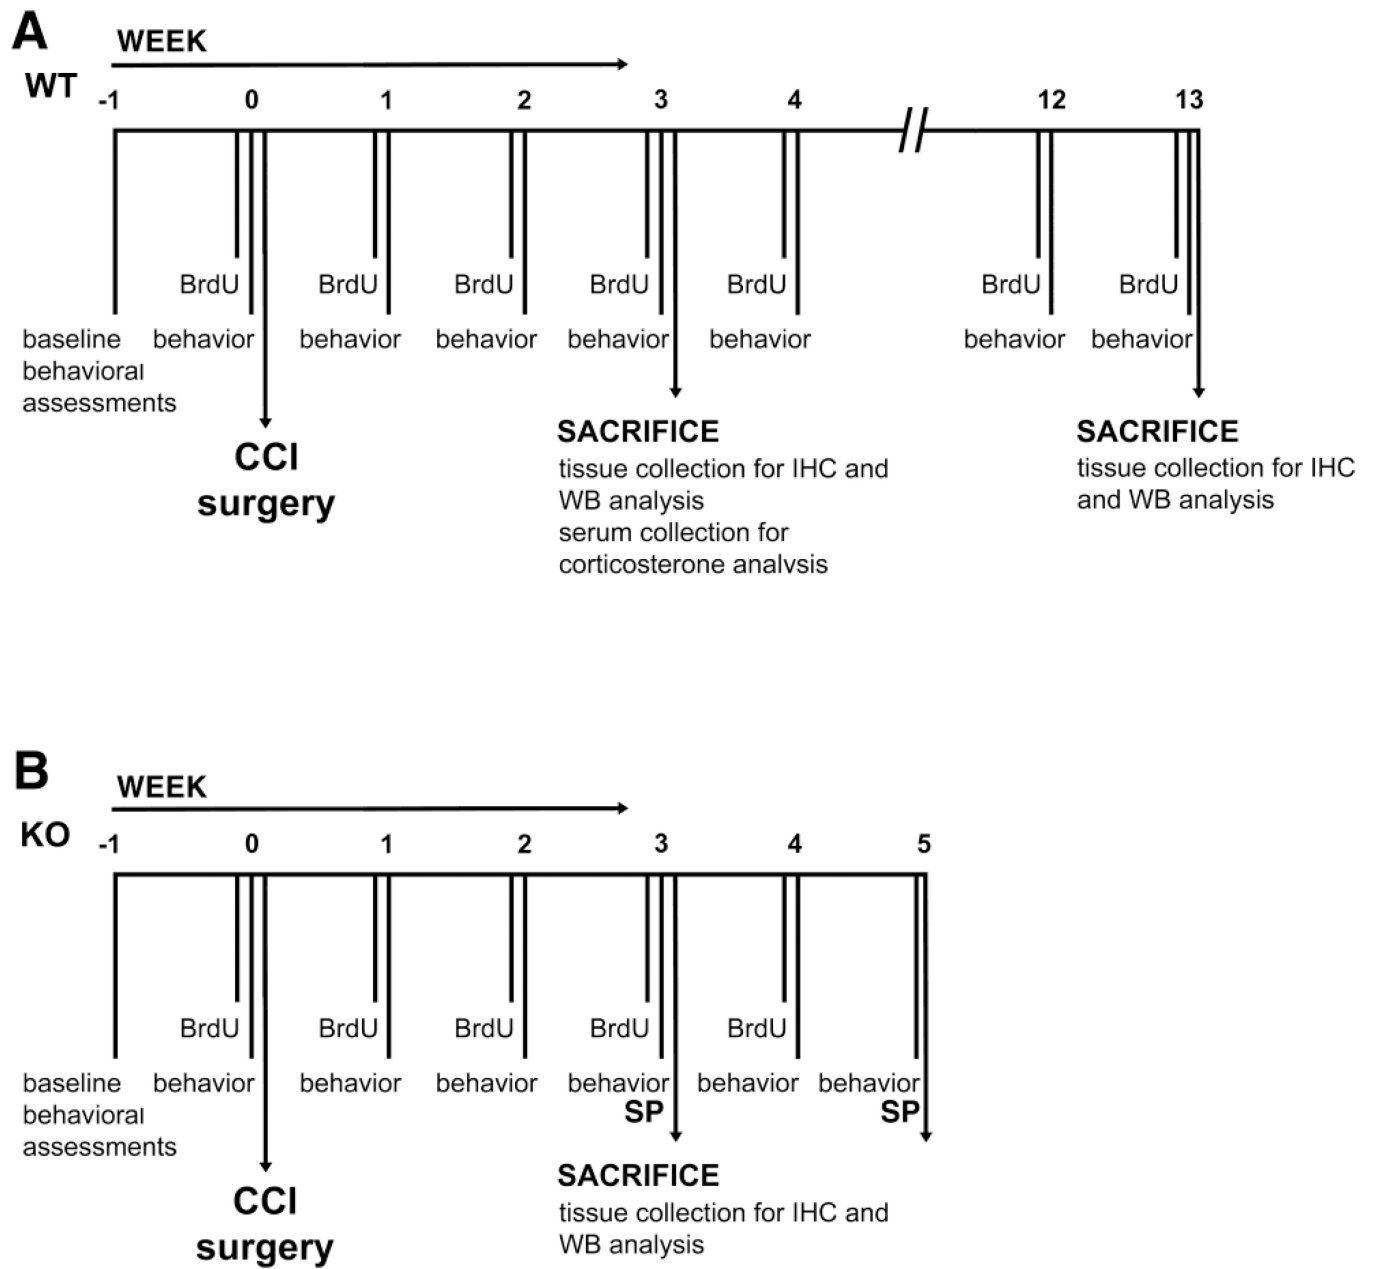 A
WEEK
WT
-1 0 1 2 3 4 12 13
BrdU BrdU BrdU BrdU BrdU BrdU BrdU
baseline behavior behavior behavior behavior behavior behavior behavior
behavioral
assessments
CCI
surgery
SACRIFICE
tissue collection for IHC and
WB analysis
serum collection for
corticosterone analvsis
SACRIFICE
tissue collection for IHC
and WB analysis
B
WEEK
KO
-1 0 1 2 3 4 5
BrdU BrdU BrdU BrdU BrdU
baseline behavior behavior behavior behavior behavior behavior
behavioral
assessments
SP SP
CCI
surgery
SACRIFICE
tissue collection for IHC and
WB analysis